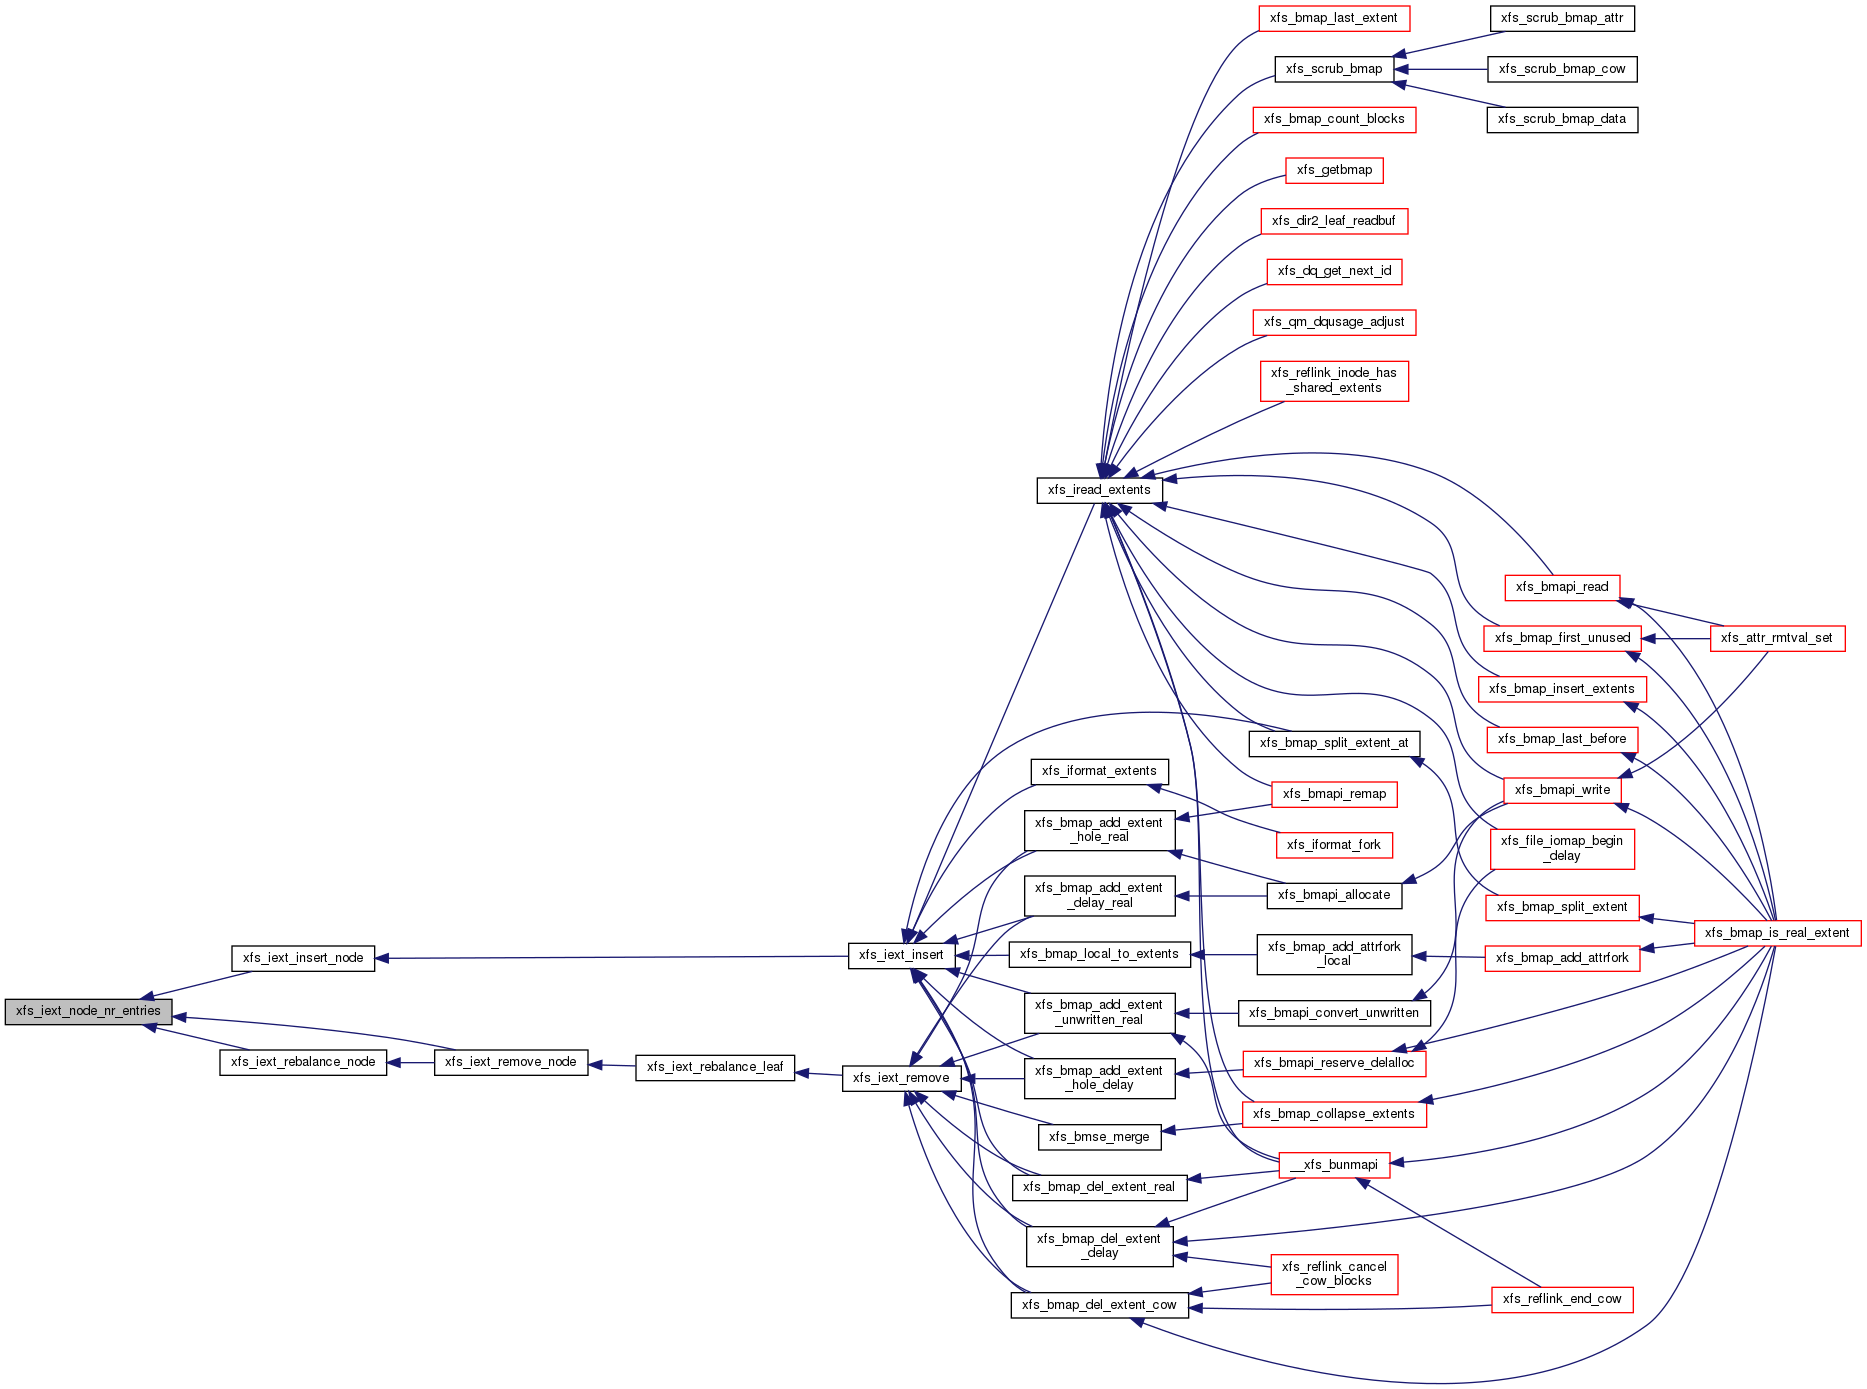 xfs_bmap_last_extent
xfs_scrub_bmap_attr
xfs_scrub_bmap
xfs_scrub_bmap_cow
xfs_bmap_count_blocks
xfs_scrub_bmap_data
xfs_getbmap
xfs_dir2_leaf_readbuf
xfs_dq_get_next_id
xfs_qm_dqusage_adjust
xfs_reflink_inode_has
_shared_extents
xfs_iread_extents
xfs_bmapi_read
xfs_bmap_first_unused
xfs_attr_rmtval_set
xfs_bmap_insert_extents
xfs_bmap_last_before
xfs_bmap_split_extent_at
xfs_iformat_extents
xfs_bmapi_remap
xfs_bmapi_write
xfs_bmap_add_extent
_hole_real
xfs_iformat_fork
xfs_file_iomap_begin
_delay
xfs_bmap_add_extent
_delay_real
xfs_bmapi_allocate
xfs_bmap_split_extent
xfs_bmap_is_real_extent
xfs_iext_insert_node
xfs_iext_insert
xfs_bmap_local_to_extents
xfs_bmap_add_attrfork
_local
xfs_bmap_add_attrfork
xfs_iext_node_nr_entries
xfs_bmap_add_extent
_unwritten_real
xfs_bmapi_convert_unwritten
xfs_iext_rebalance_node
xfs_iext_remove_node
xfs_iext_rebalance_leaf
xfs_iext_remove
xfs_bmap_add_extent
_hole_delay
xfs_bmapi_reserve_delalloc
xfs_bmap_collapse_extents
xfs_bmse_merge
__xfs_bunmapi
xfs_bmap_del_extent_real
xfs_bmap_del_extent
_delay
xfs_reflink_cancel
_cow_blocks
xfs_bmap_del_extent_cow
xfs_reflink_end_cow